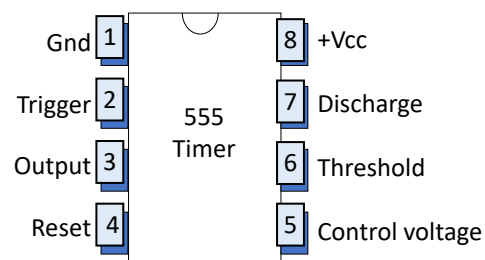 Gnd 1
Trigger 2
Output 3
Reset 4
555
Timer
8 +Vcc
7 Discharge
6 Threshold
5 Control voltage